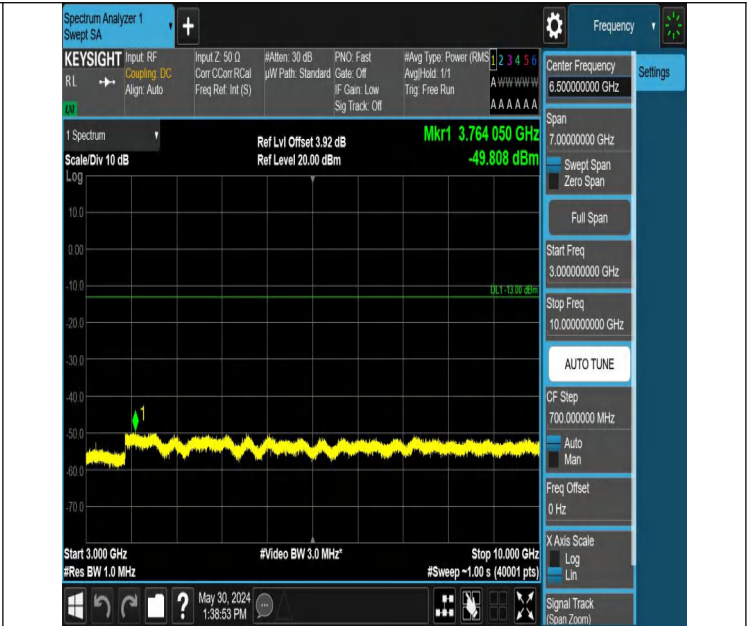 Spectrum Analyzer 1
Swept SA
Frequency
KEYSIGHT
RL
Input: RF
Coupling: DC
Align: Auto
Input Z: 50 Ω
Corr CCorr RCal
Freq Ref: Int (S)
#Atten: 30 dB
µW Path: Standard
PNO: Fast
Gate: Off
IF Gain: Low
Sig Track: Off
#Avg Type: Power (RMS
Avg|Hold: 1/1
Trig: Free Run
1 2 3 4 5 6
A W W W W W
A A A A A A
1 Spectrum
Scale/Div 10 dB
Log
Ref Lvl Offset 3.92 dB
Ref Level 20.00 dBm
Mkr1 3.764 050 GHz
-49.808 dBm
10.0
0.00
-10.0
DL1 -13.00 dBm
-20.0
-30.0
-40.0
1
-50.0
-60.0
-70.0
Start 3.000 GHz
#Res BW 1.0 MHz
#Video BW 3.0 MHz*
Stop 10.000 GHz
#Sweep ~1.00 s (40001 pts)
?
May 30, 2024
1:38:53 PM
Settings
Center Frequency
6.500000000 GHz
Span
7.00000000 GHz
Swept Span
Zero Span
Full Span
Start Freq
3.000000000 GHz
Stop Freq
10.000000000 GHz
AUTO TUNE
CF Step
700.000000 MHz
Auto
Man
Freq Offset
0 Hz
X Axis Scale
Log
Lin
Signal Track
(Span Zoom)